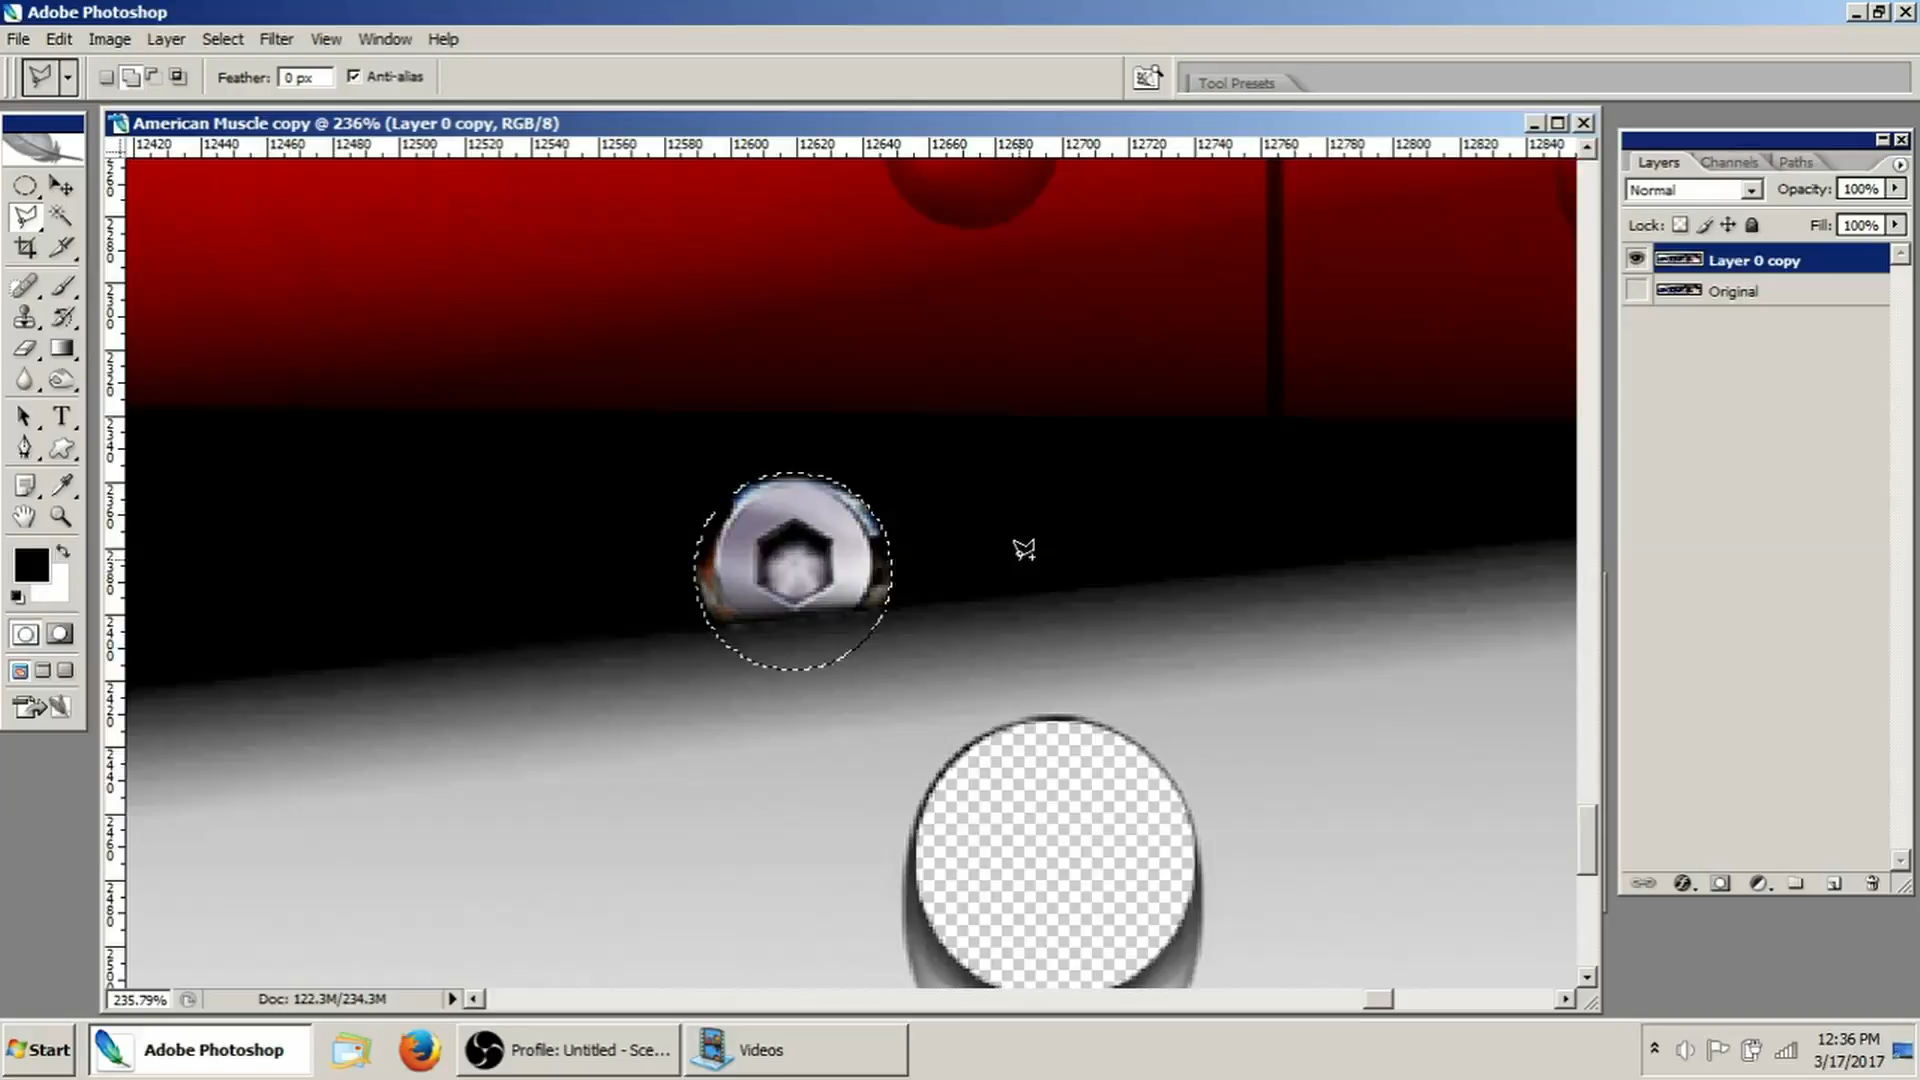 Adobe Photoshop
File Edit Image Layer Select Filter View Window Help
Feather: 0 px Anti-alias
Tool Presets
American Muscle copy @ 236% (Layer 0 copy, RGB/8)
12420 12440 12460 12480 12500 12520 12540 12560 12580 12600 12620 12640 12660 12680 12700 12720 12740 12760 12780 12800 12820 12840
Layers Channels Paths
Normal Opacity: 100%
Lock: Fill: 100%
Layer 0 copy
Original
235.79% Doc: 122.3M/234.3M
Start Adobe Photoshop Profile: Untitled - Sce... Videos
12:36 PM
3/17/2017